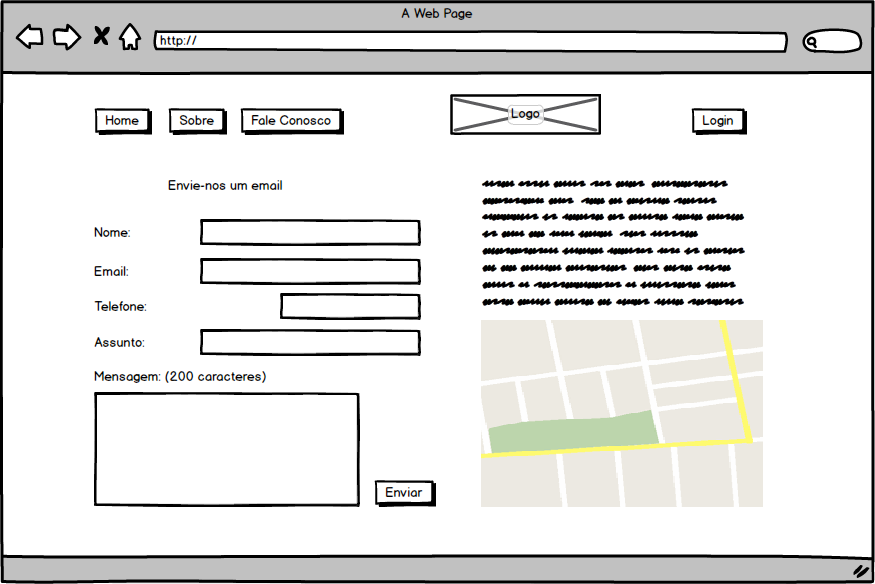 A Web Page
http://
Home Sobre Fale Conosco Logo Login
Envie-nos um email
Nome:
Email:
Telefone:
Assunto:
Mensagem: (200 caracteres)
Enviar